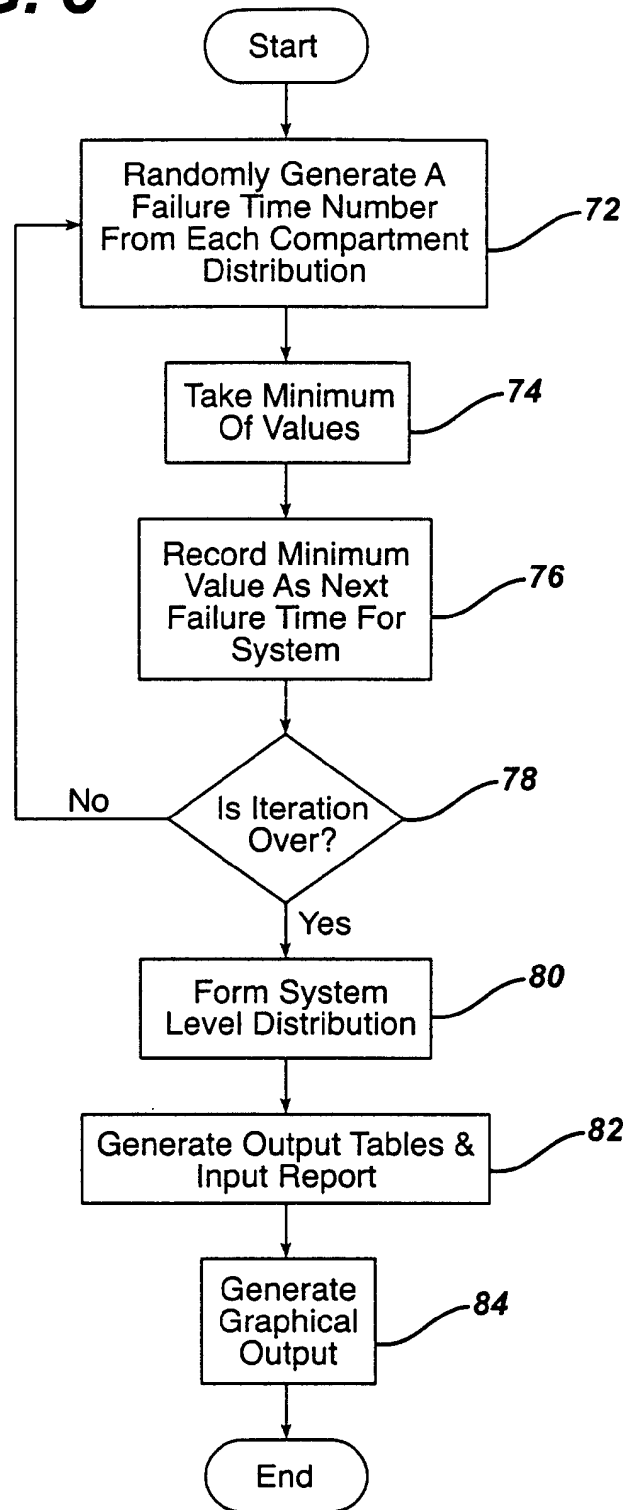 Start
Randomly Generate A
Failure Time Number
From Each Compartment
Distribution
72
Take Minimum
Of Values
74
Record Minimum
Value As Next
Failure Time For
System
76
Is Iteration
Over?
78
No
Yes
Form System
Level Distribution
80
Generate Output Tables &
Input Report
82
Generate
Graphical
Output
84
End